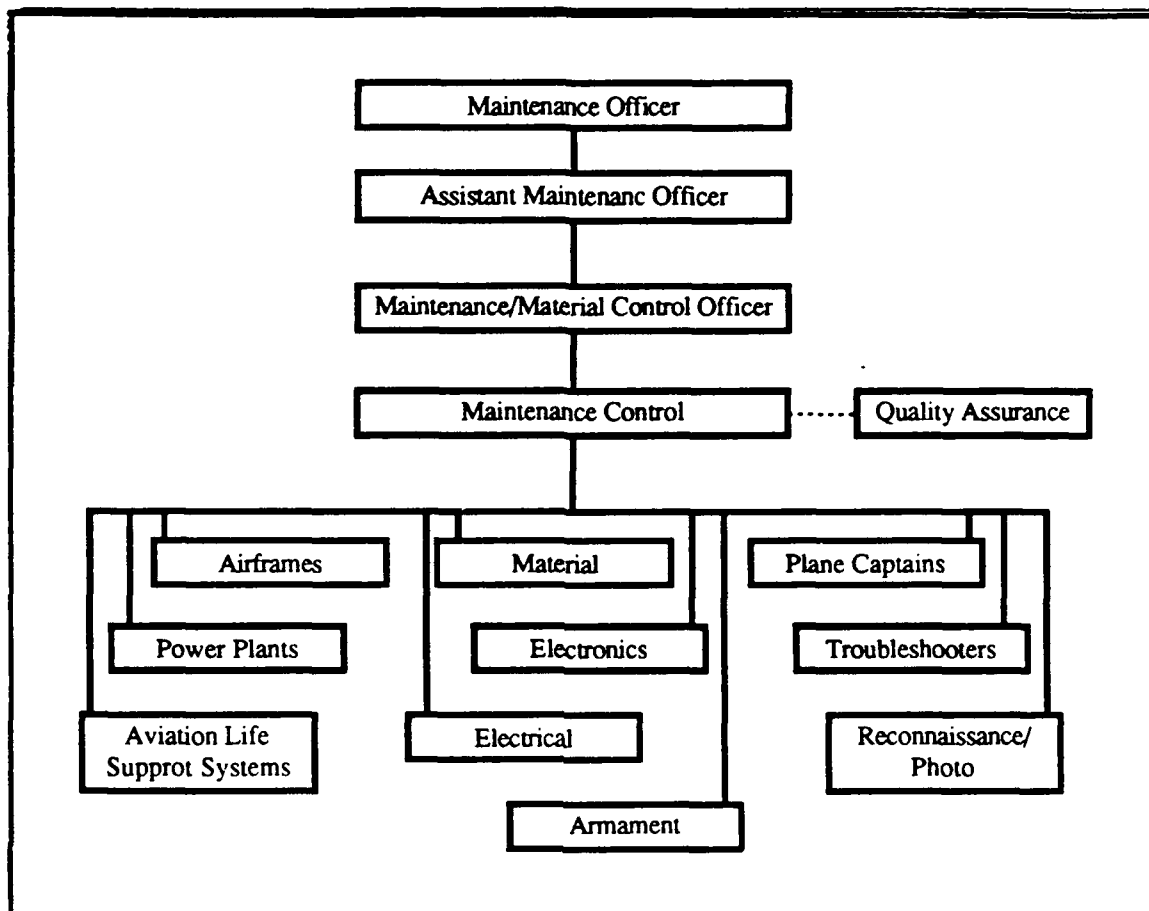 Maintenance Officer
Assistant Maintenanc Officer
Maintenance/Material Control Officer
Maintenance Control
Quality Assurance
Airframes
Material
Plane Captains
Power Plants
Electronics
Troubleshooters
Aviation Life
Supprot Systems
Electrical
Reconnaissance/
Photo
Armament